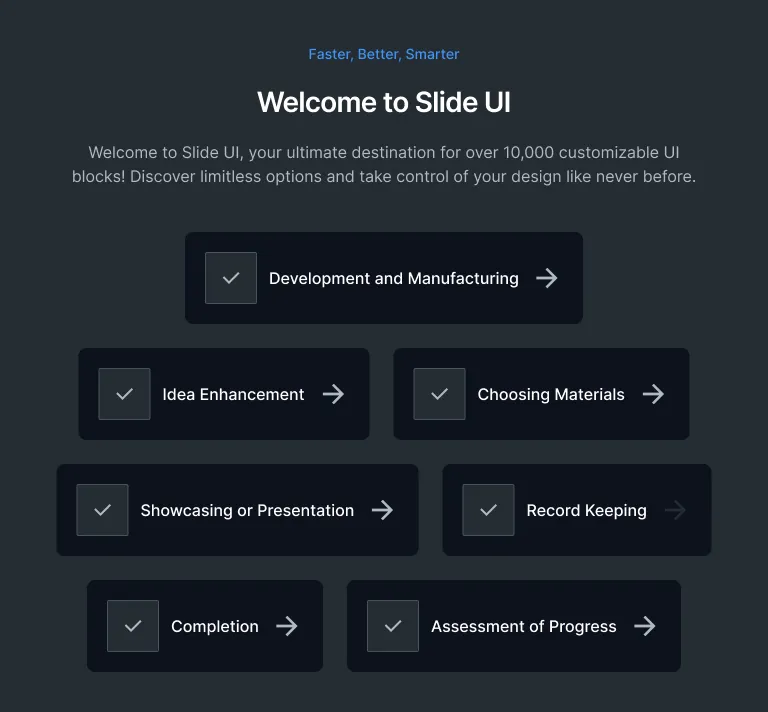 Faster, Better, Smarter
Welcome to Slide UI
Welcome to Slide UI, your ultimate destination for over 10,000 customizable UI
blocks! Discover limitless options and take control of your design like never before.
Development and Manufacturing
Idea Enhancement
Choosing Materials
Showcasing or Presentation
Record Keeping
Completion
Assessment of Progress